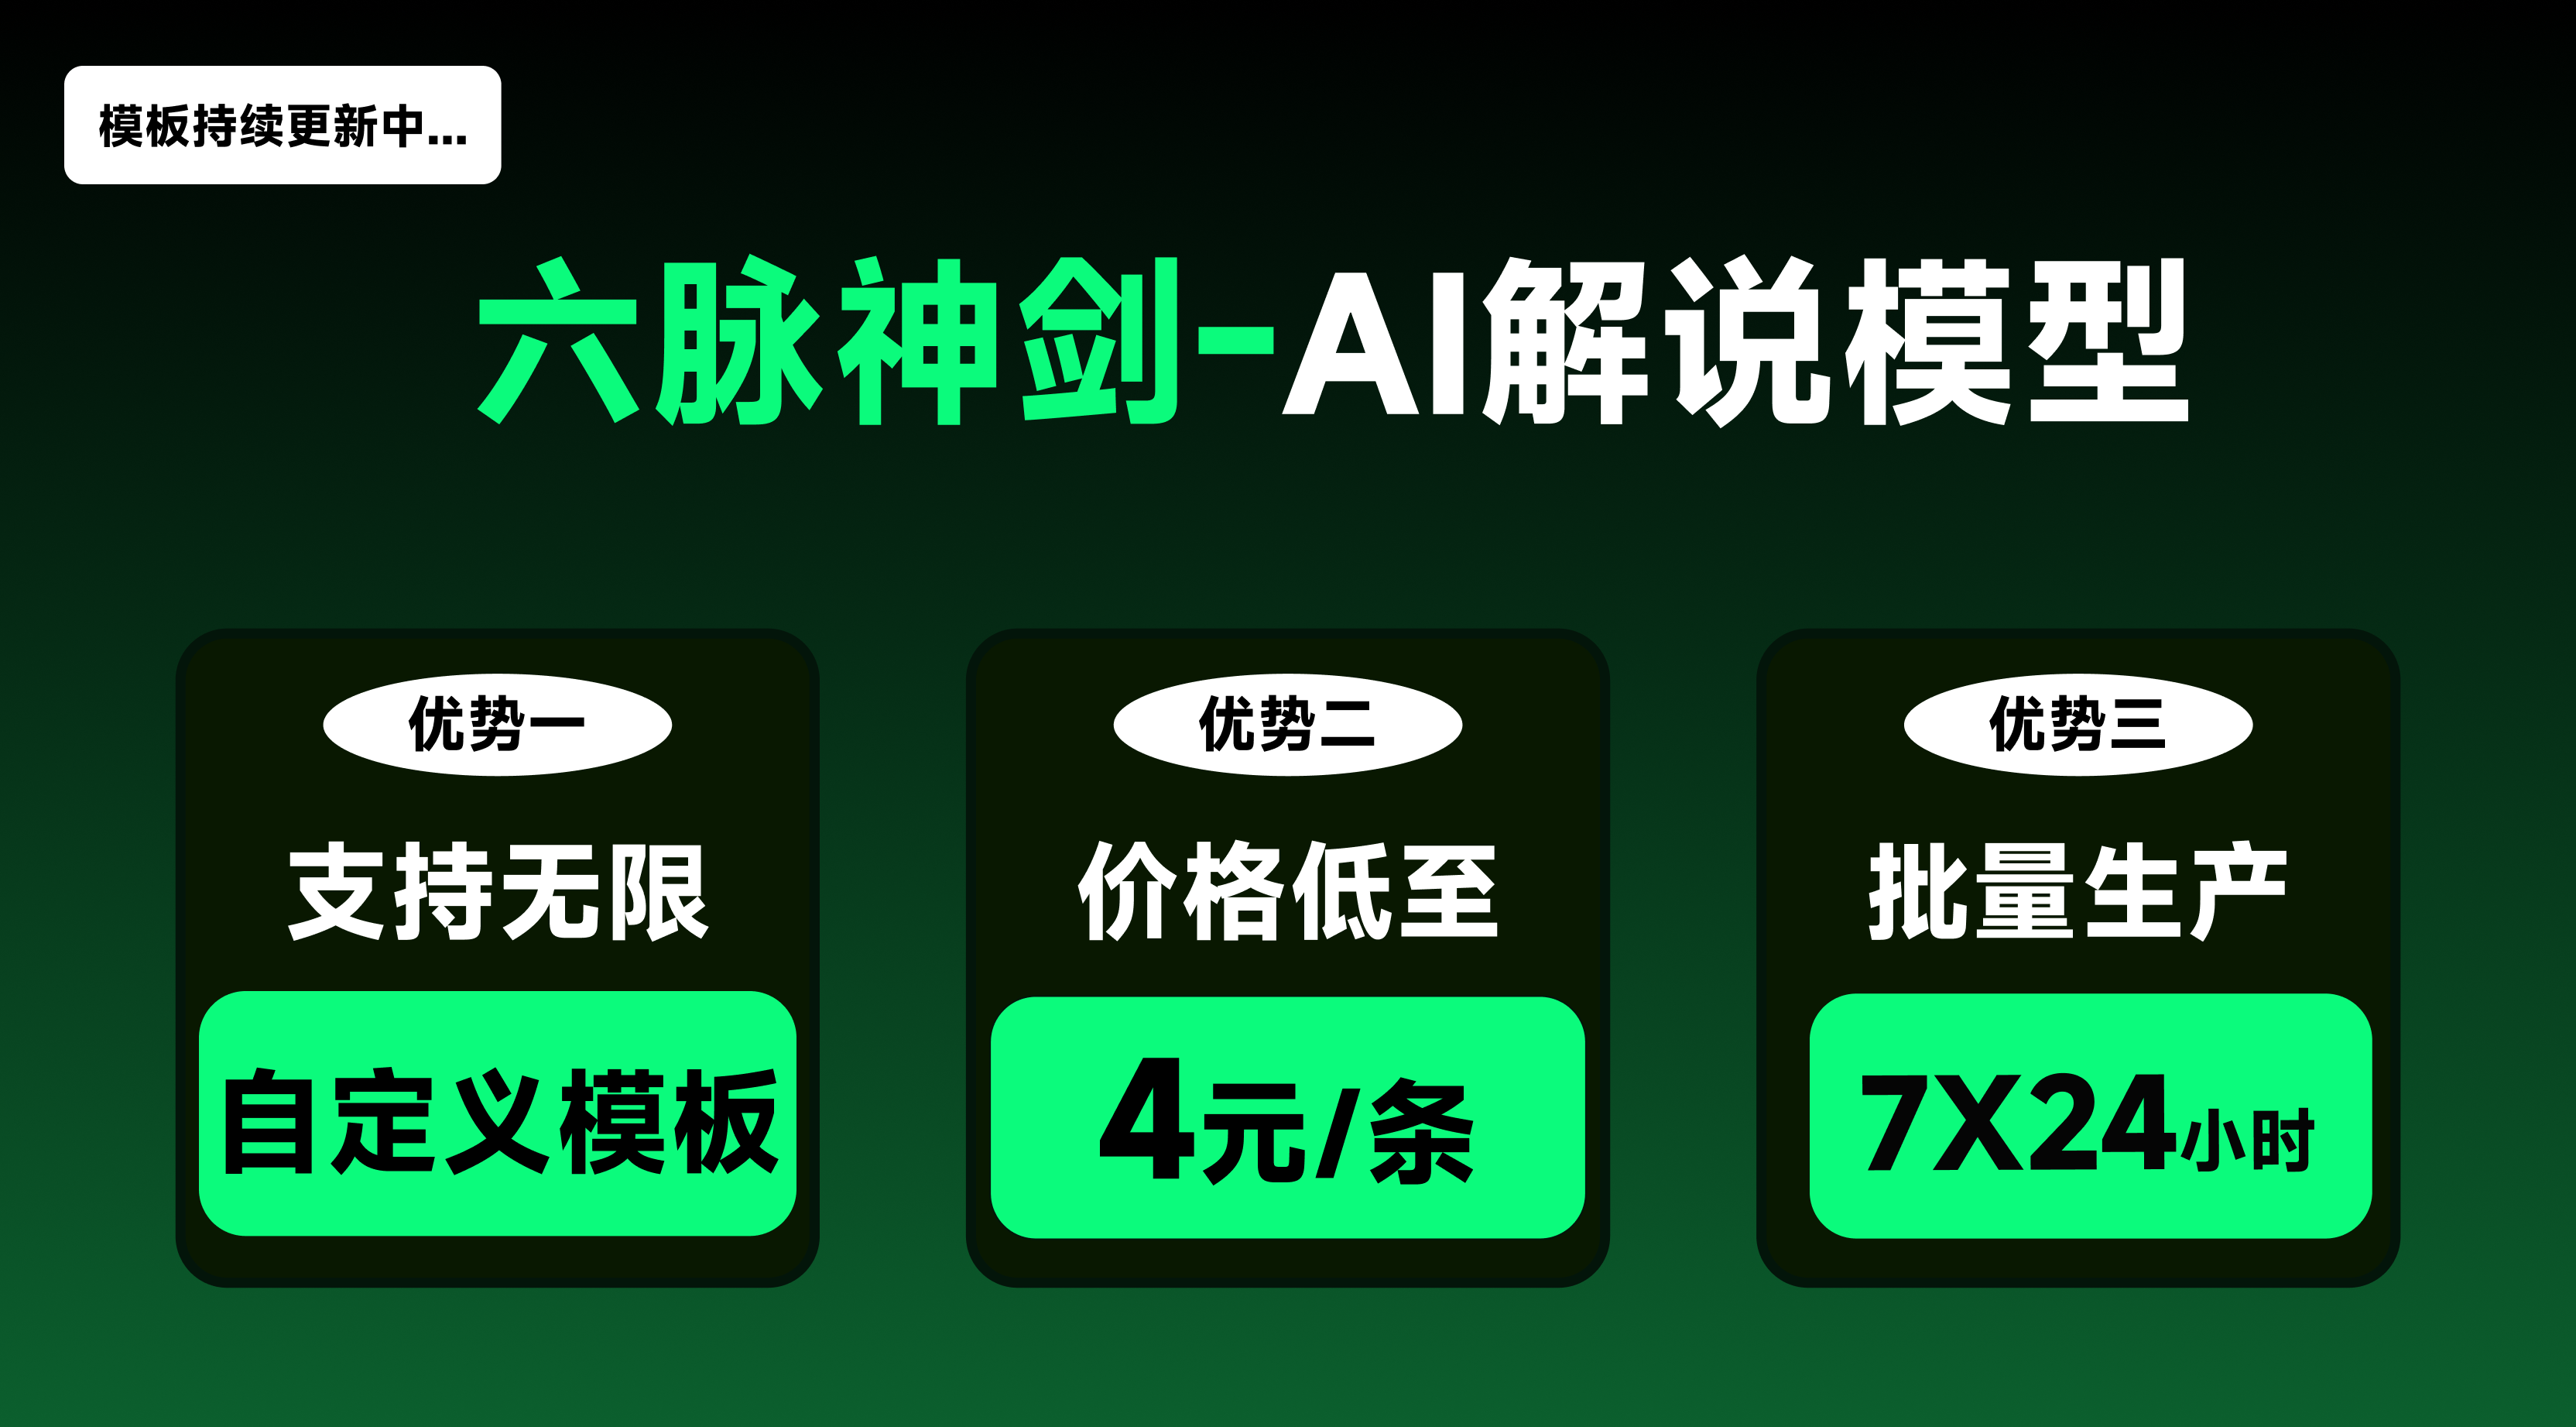 模板持续更新中...
六脉神剑-AI解说模型
优势一
支持无限
自定义模板
优势二
价格低至
4元/条
优势三
批量生产
7X24小时